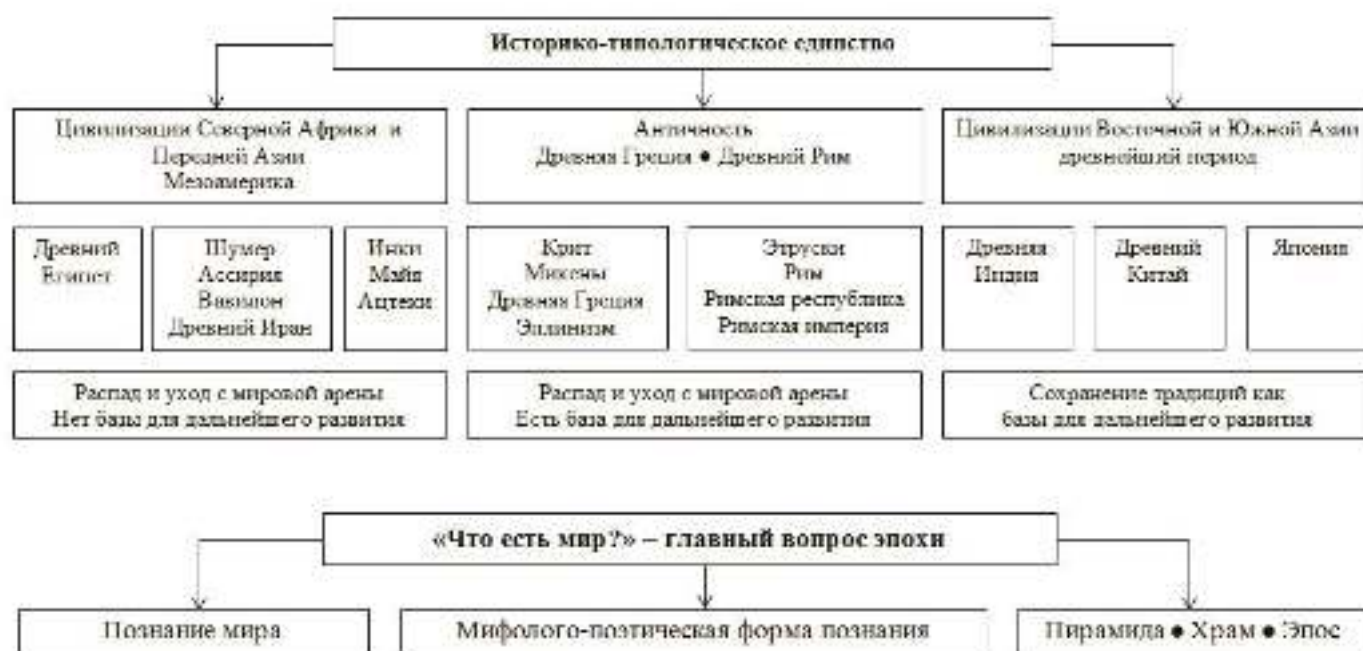 Историко-типологическое единство
Цивилизации Северной Африки и
Передней Азии
Мезоамерика
Античность
Древняя Греция ● Древний Рим
Цивилизации Восточной и Южной Азии
древнейший период
Древний
Египет
Шумер
Ассирия
Вавилон
Древний Иран
Инки
Майя
Ацтеки
Крит
Микены
Древняя Греция
Эллинизм
Этруски
Рим
Римская республика
Римская империя
Древняя
Индия
Древний
Китай
Япония
Распад и уход с мировой арены
Нет базы для дальнейшего развития
Распад и уход с мировой арены
Есть база для дальнейшего развития
Сохранение традиций как
базы для дальнейшего развития
«Что есть мир?» – главный вопрос эпохи
Познание мира
Мифолого-поэтическая форма познания
Пирамида ● Храм ● Эпос